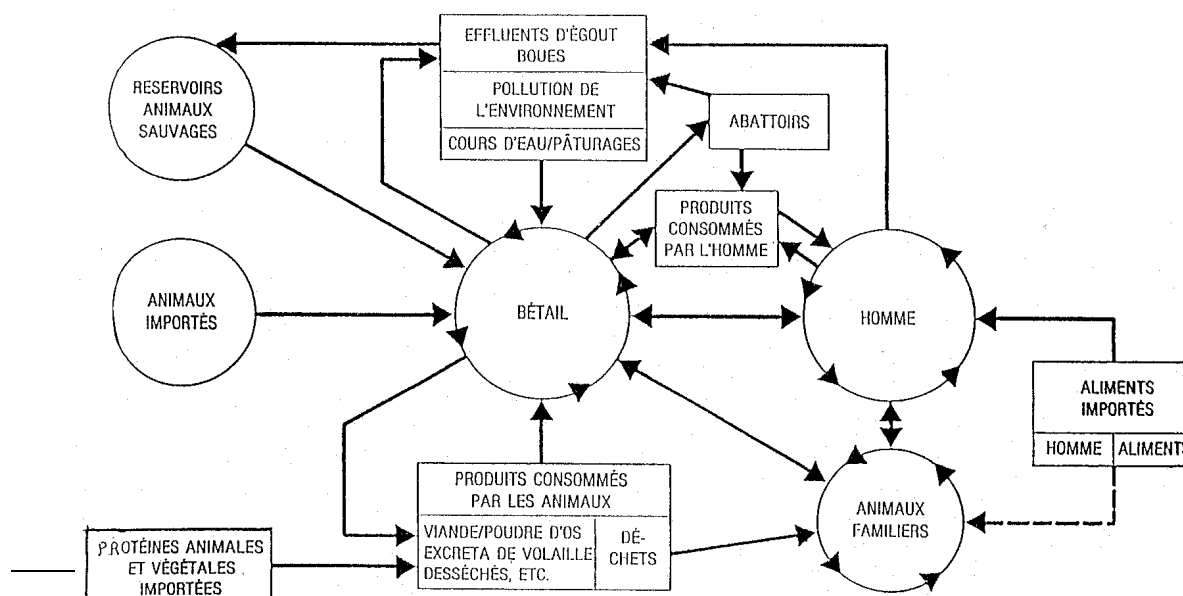 EFFLUENTS D'ÉGOUT
BOUES
POLLUTION DE
L'ENVIRONNEMENT
COURS D'EAU/PÂTURAGES
RESERVOIRS
ANIMAUX
SAUVAGES
ABATTOIRS
PRODUITS
CONSOMMÉS
PAR L'HOMME
ANIMAUX
IMPORTÉS
BÉTAIL
HOMME
ALIMENTS
IMPORTÉS
HOMME
ALIMENTS
PRODUITS CONSOMMÉS
PAR LES ANIMAUX
VIANDE/POUDRE D'OS
EXCRETA DE VOLAILLE
DESSÉCHÉS, ETC.
DÉ-
CHETS
ANIMAUX
FAMILIERS
PROTÉINES ANIMALES
ET VÉGÉTALES
IMPORTÉES